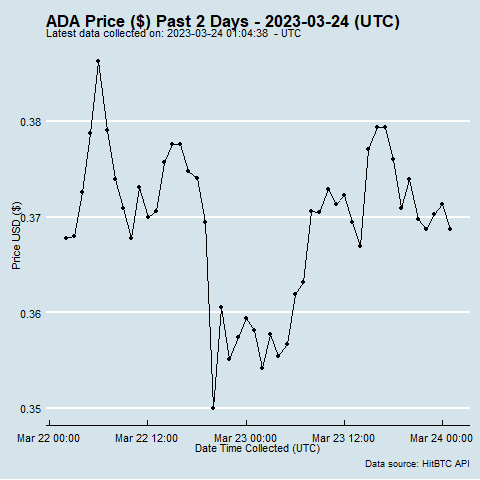 ADA Price ($) Past 2 Days - 2023-03-24 (UTC)
Latest data collected on: 2023-03-24 01:04:38 - UTC
0.38
0.37
0.36
0.35
Price USD ($)
Mar 22 00:00 Mar 22 12:00 Mar 23 00:00 Mar 23 12:00 Mar 24 00:00
Date Time Collected (UTC)
Data source: HitBTC API